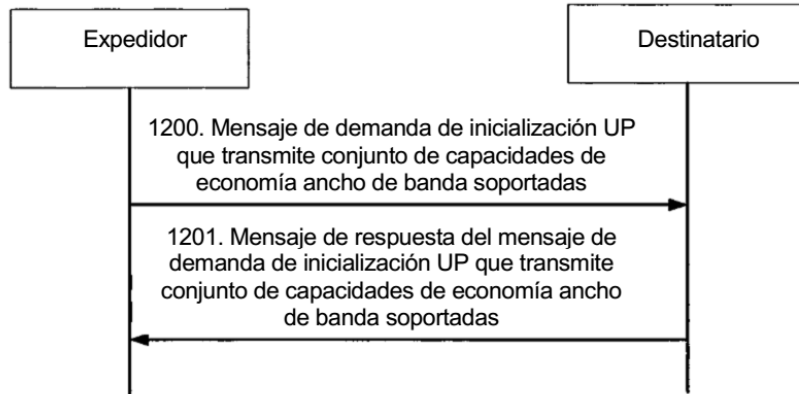 Expedidor
Destinatario
1200. Mensaje de demanda de inicialización UP
que transmite conjunto de capacidades de
economía ancho de banda soportadas
1201. Mensaje de respuesta del mensaje de
demanda de inicialización UP que transmite
conjunto de capacidades de economía ancho
de banda soportadas